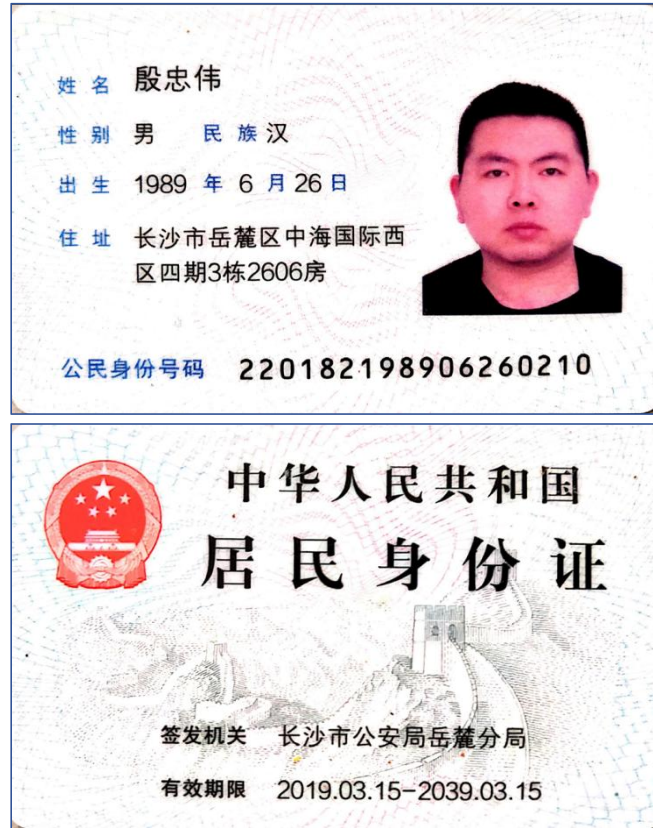 姓名 殷忠伟
性别 男 民族 汉
出生 1989 年 6 月 26 日
住址 长沙市岳麓区中海国际西
区四期3栋2606房
公民身份号码 220182198906260210
中华人民共和国
居民身份证
签发机关 长沙市公安局岳麓分局
有效期限 2019.03.15-2039.03.15